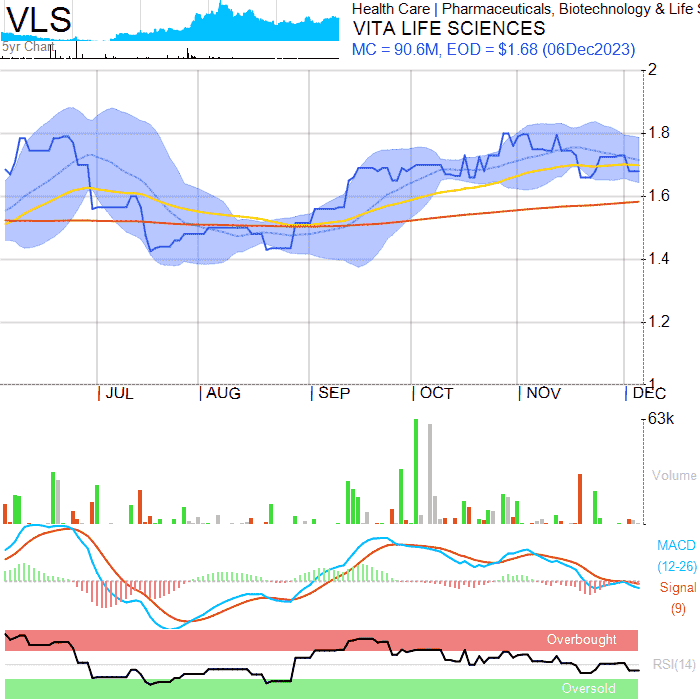 VLS
5yr Chart
Health Care | Pharmaceuticals, Biotechnology & Life S
VITA LIFE SCIENCES
MC = 90.6M, EOD = $1.68 (06Dec2023)
2
1.8
1.6
1.4
1.2
1
JUL AUG SEP OCT NOV DEC
63k
Volume
MACD
(12-26)
Signal
(9)
Overbought
RSI(14)
Oversold